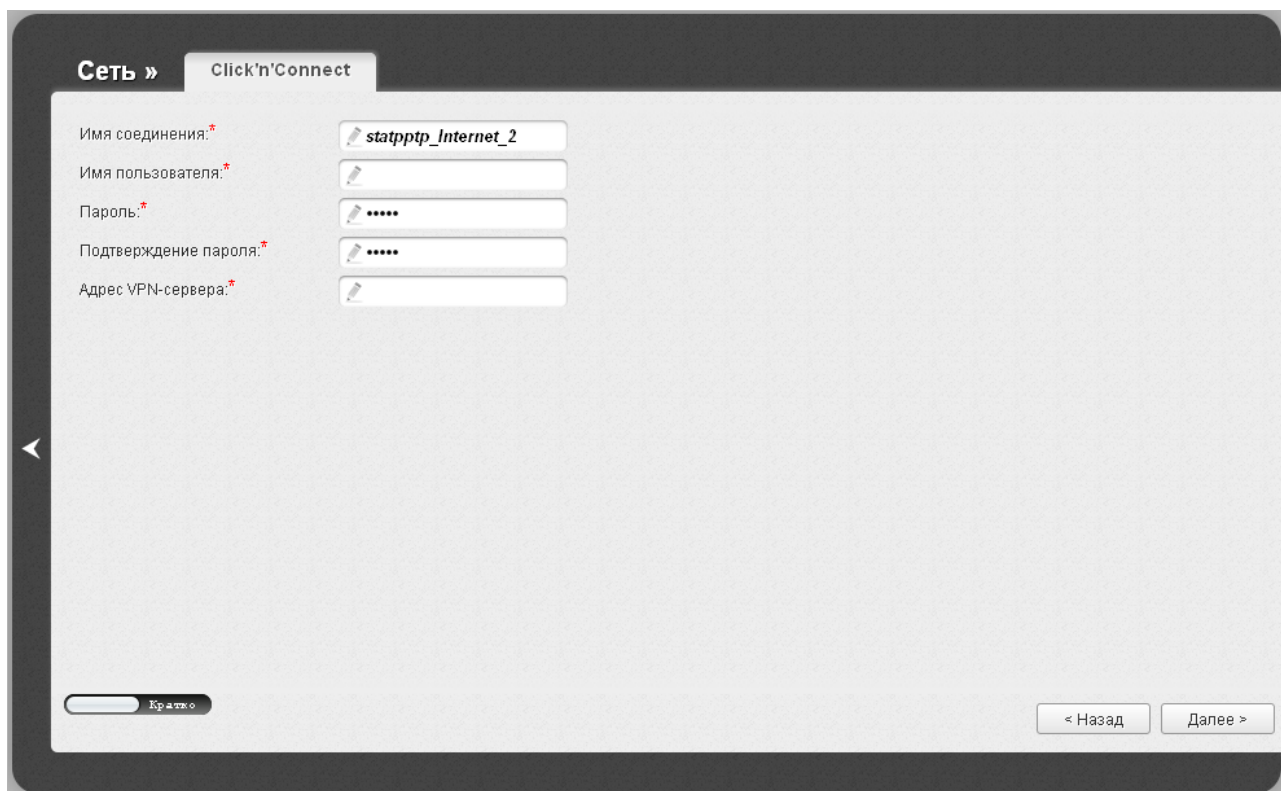 Сеть » Click'n'Connect
Имя соединения:* statpptp_Internet_2
Имя пользователя:*
Пароль:* •••••
Подтверждение пароля:* •••••
Адрес VPN-сервера:*
Кратко
< Назад Далее >